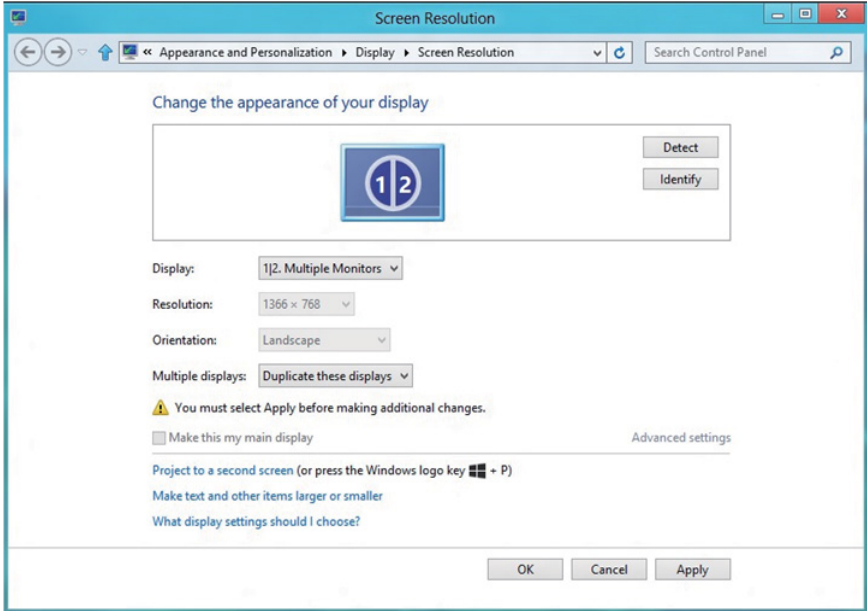 Screen Resolution
« Appearance and Personalization Display Screen Resolution
Search Control Panel
Change the appearance of your display
1|2
Detect
Identify
Display: 1|2. Multiple Monitors
Resolution: 1366 × 768
Orientation: Landscape
Multiple displays: Duplicate these displays
You must select Apply before making additional changes.
Make this my main display
Advanced settings
Project to a second screen (or press the Windows logo key + P)
Make text and other items larger or smaller
What display settings should I choose?
OK
Cancel
Apply